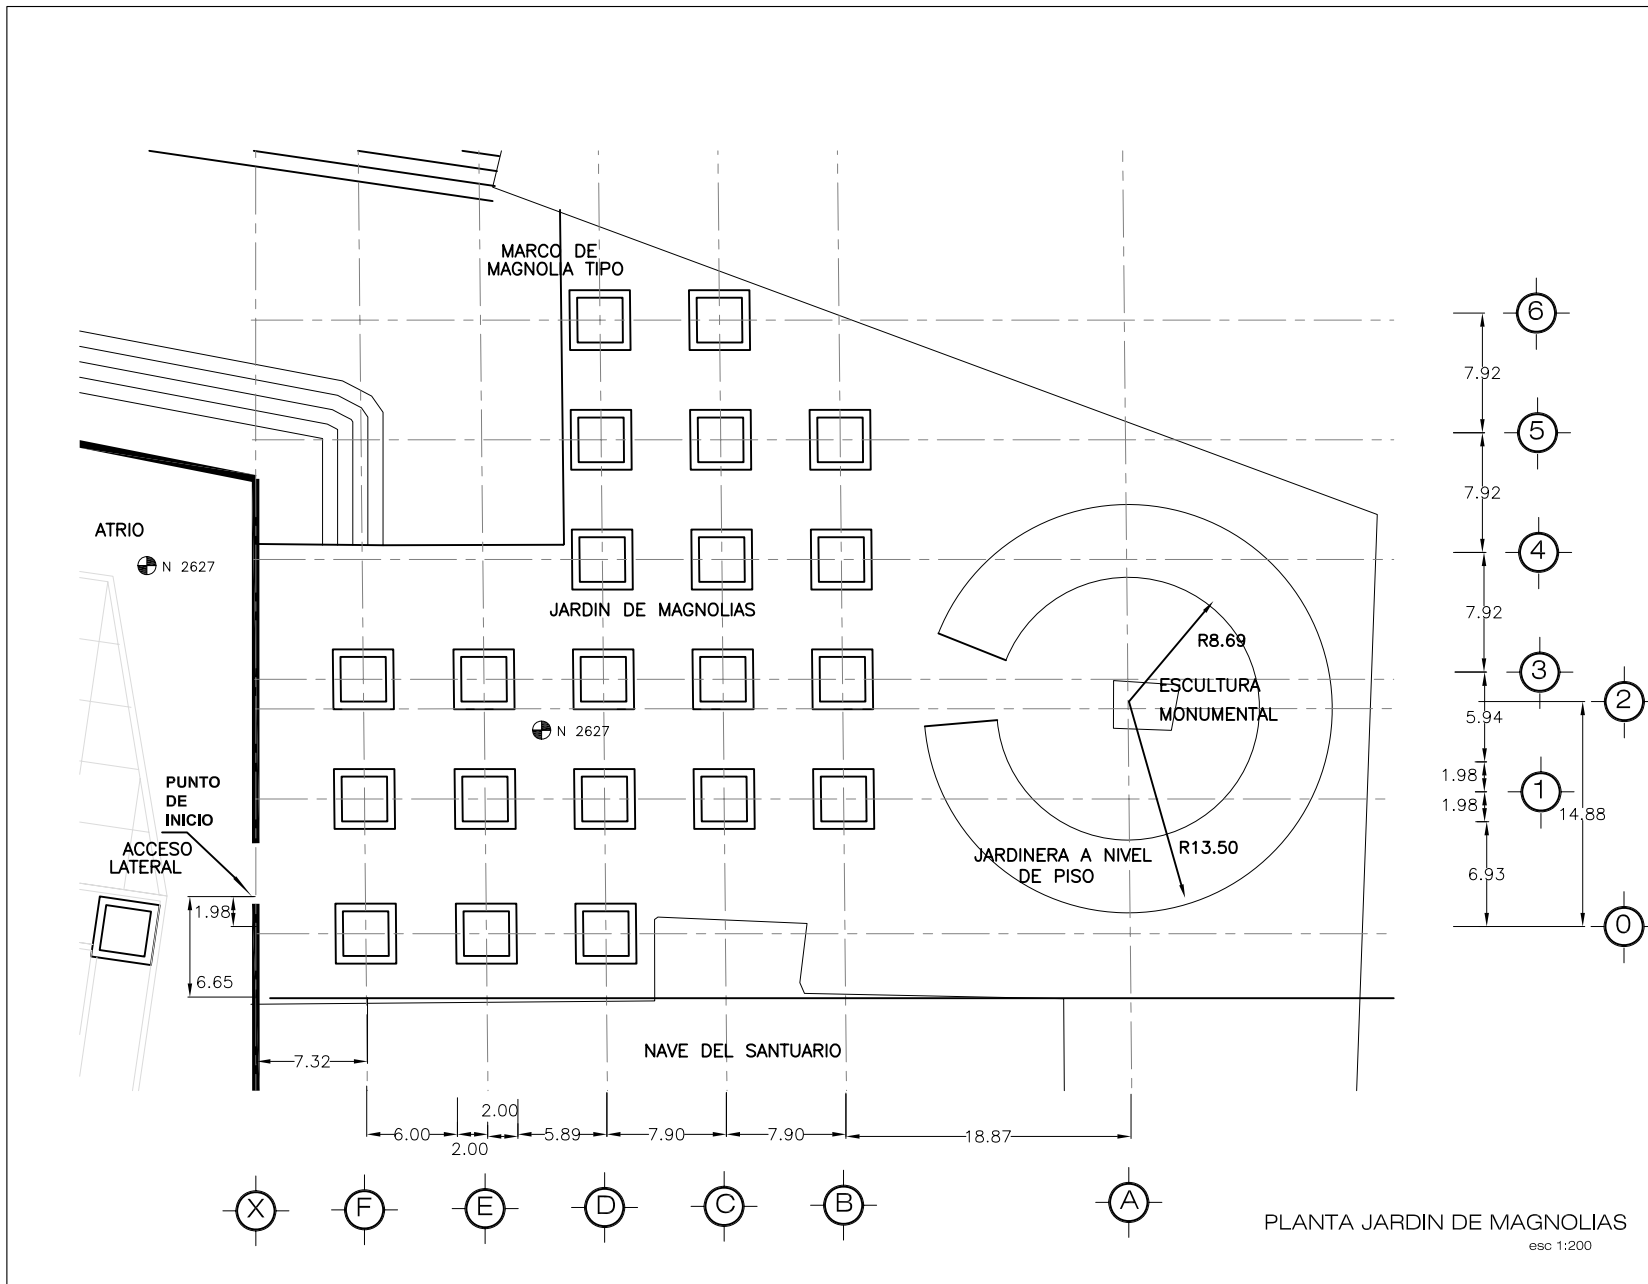 MARCO DE
MAGNOLIA TIPO
6
7.92
5
7.92
ATRIO
N 2627
4
JARDIN DE MAGNOLIAS
7.92
R8.69
3
ESCULTURA
MONUMENTAL
2
5.94
N 2627
PUNTO
DE
INICIO
1.98
1
1.98
14.88
ACCESO
LATERAL
JARDINERA A NIVEL
DE PISO
R13.50
6.93
1.98
0
6.65
NAVE DEL SANTUARIO
7.32
2.00
6.00
5.89
7.90
7.90
18.87
2.00
X
F
E
D
C
B
A
PLANTA JARDIN DE MAGNOLIAS
esc 1:200